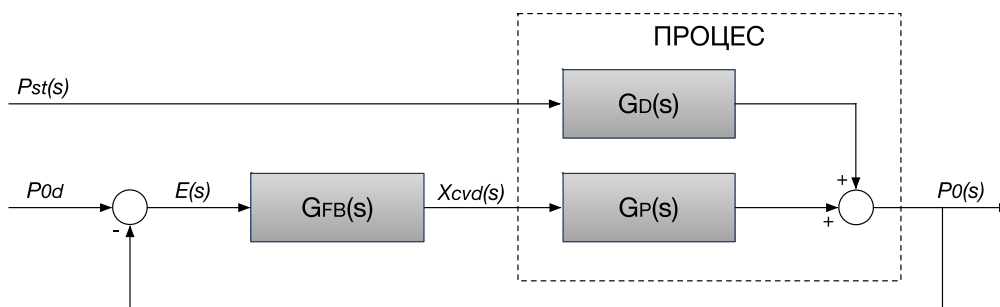 ПРОЦЕС
Pst(s)
GD(s)
P0d
-
E(s)
GFB(s)
Xcvd(s)
GP(s)
+
+
P0(s)